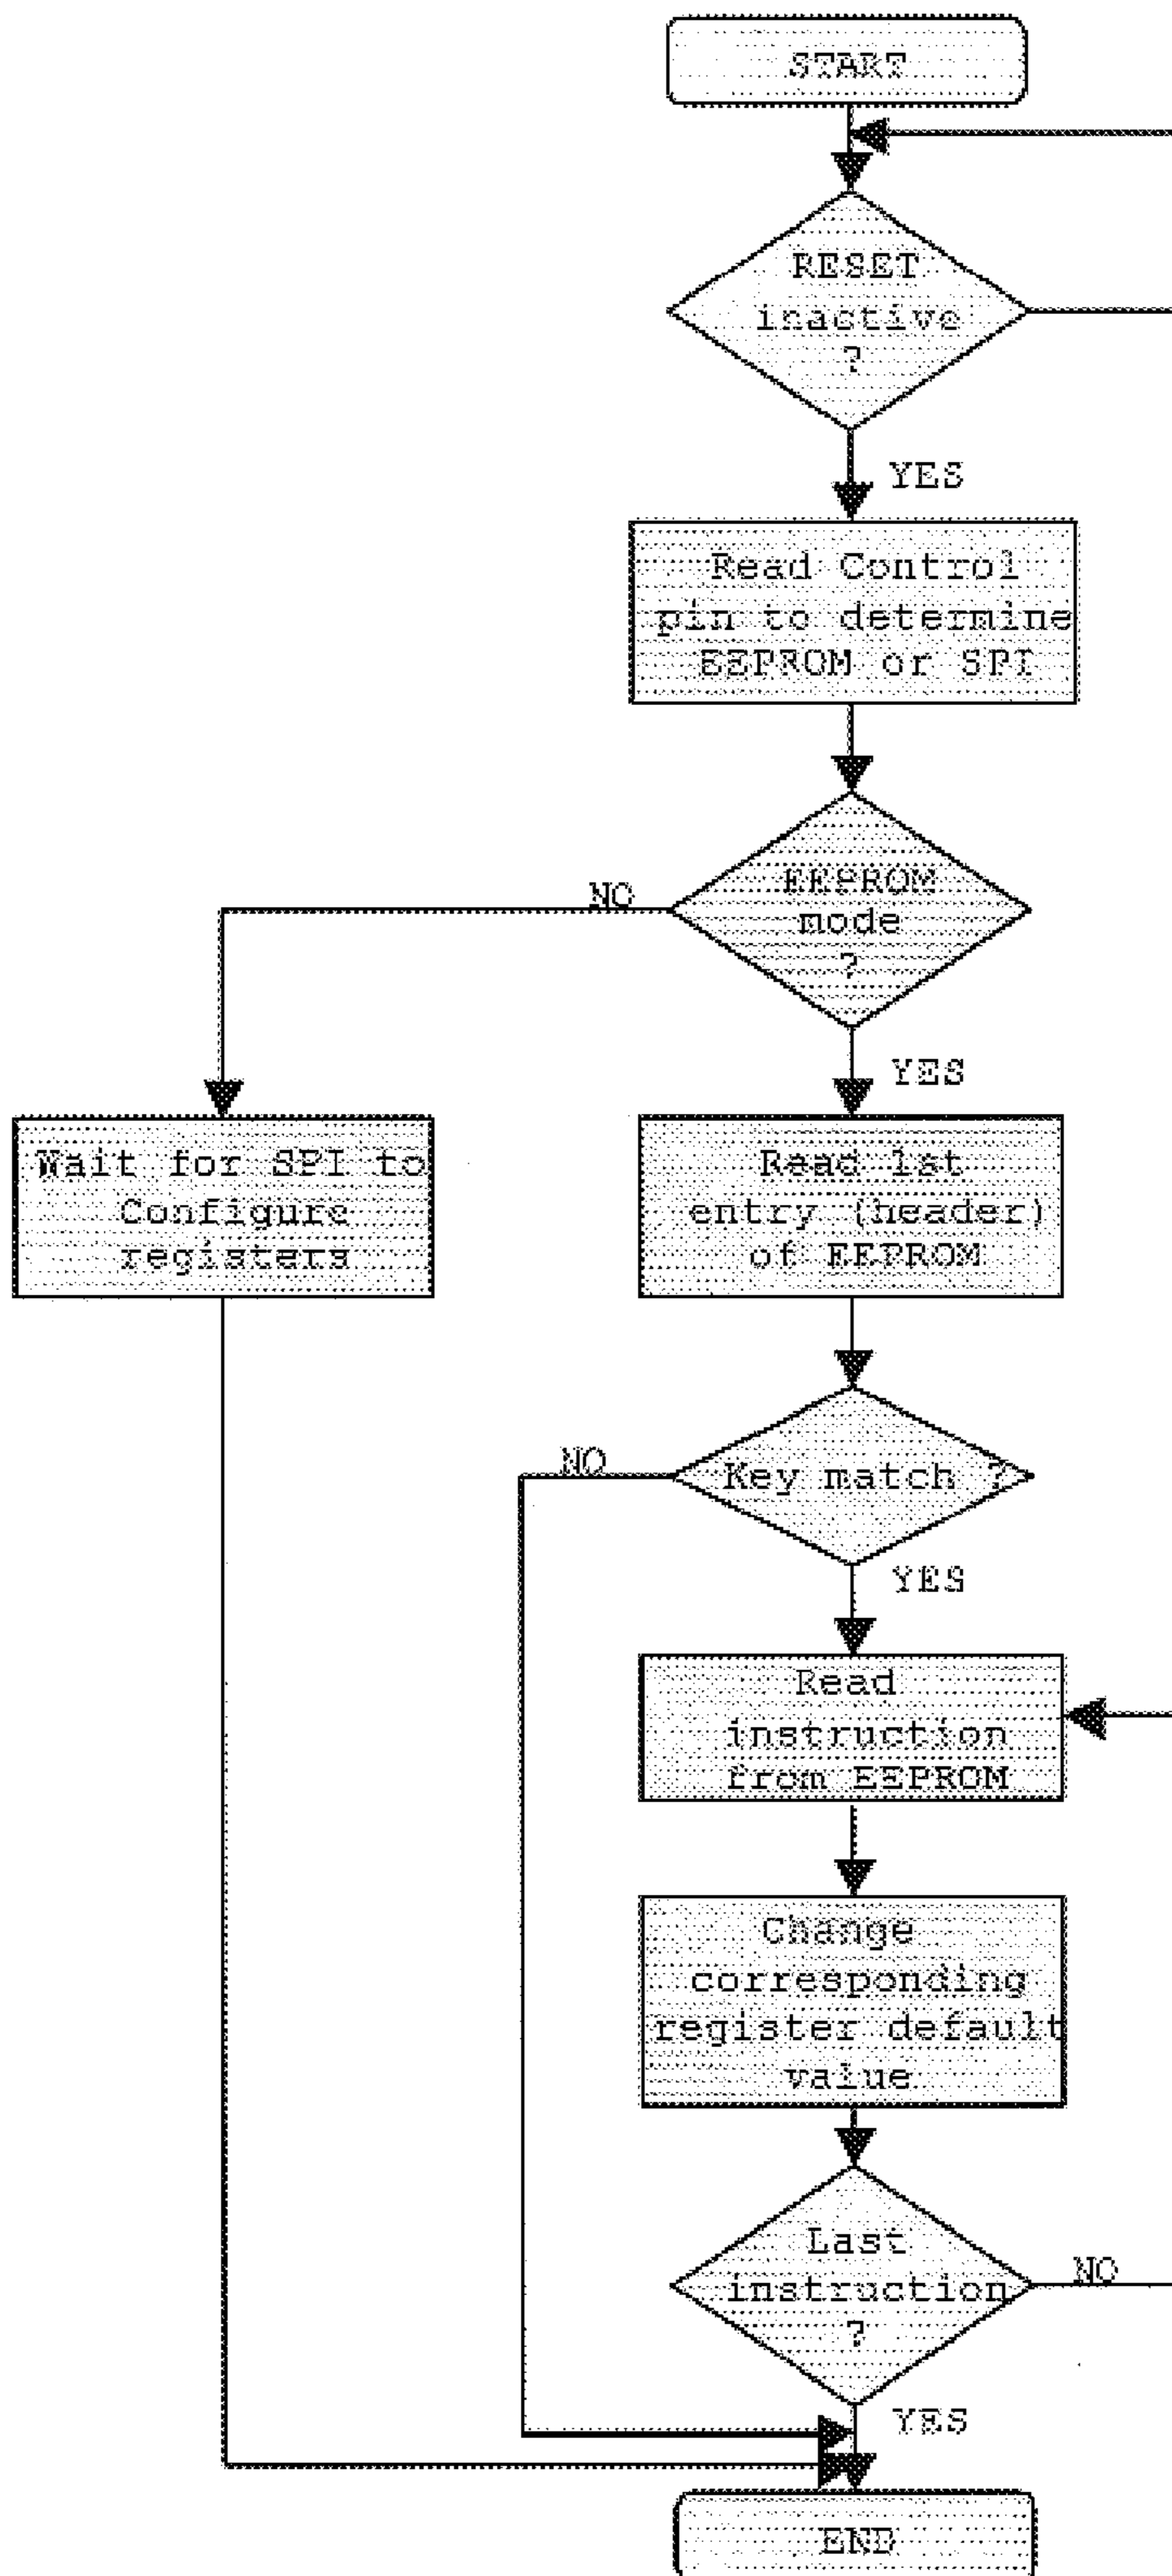 START
RESET
inactive
?
YES
Read Control
pin to determine
EEPROM or SPI
NO
EEPROM
mode
?
YES
Wait for SPI to
Configure
registers
Read 1st
entry (header)
of EEPROM
NO
Key match ?
YES
Read
instruction
from EEPROM
Change
corresponding
register default
value
Last
instruction
?
NO
YES
END